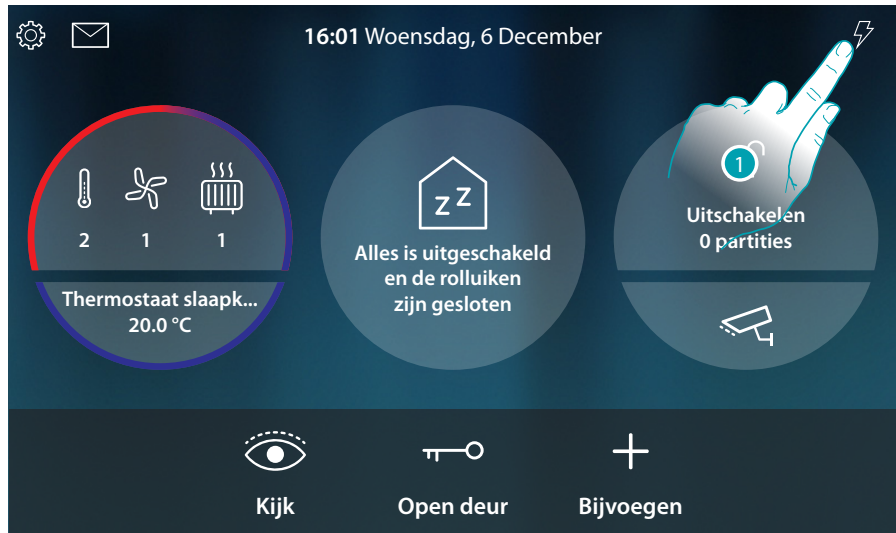 16:01 Woensdag, 6 December
2 1 1
Thermostaat slaapk...
20.0 °C
zZ
Alles is uitgeschakeld
en de rolluiken
zijn gesloten
1
Uitschakelen
0 partities
Kijk
Open deur
Bijvoegen